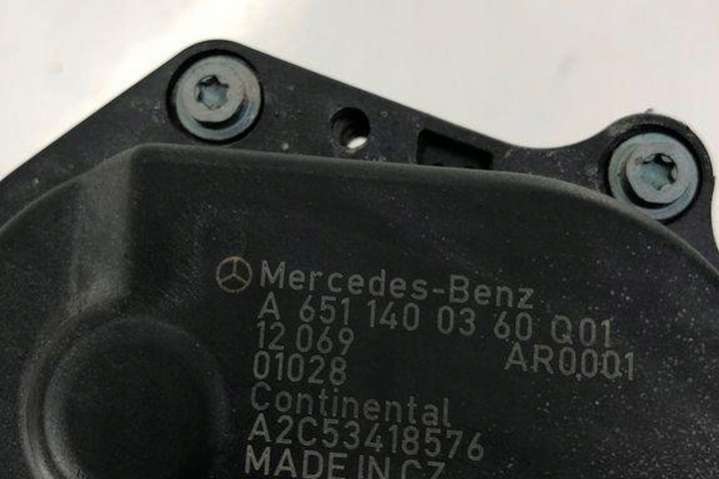 Mercedes-Benz
A 651 140 03 60 Q01
12 069 AR0001
01028
Continental
A2C53418576
MADE IN CZ